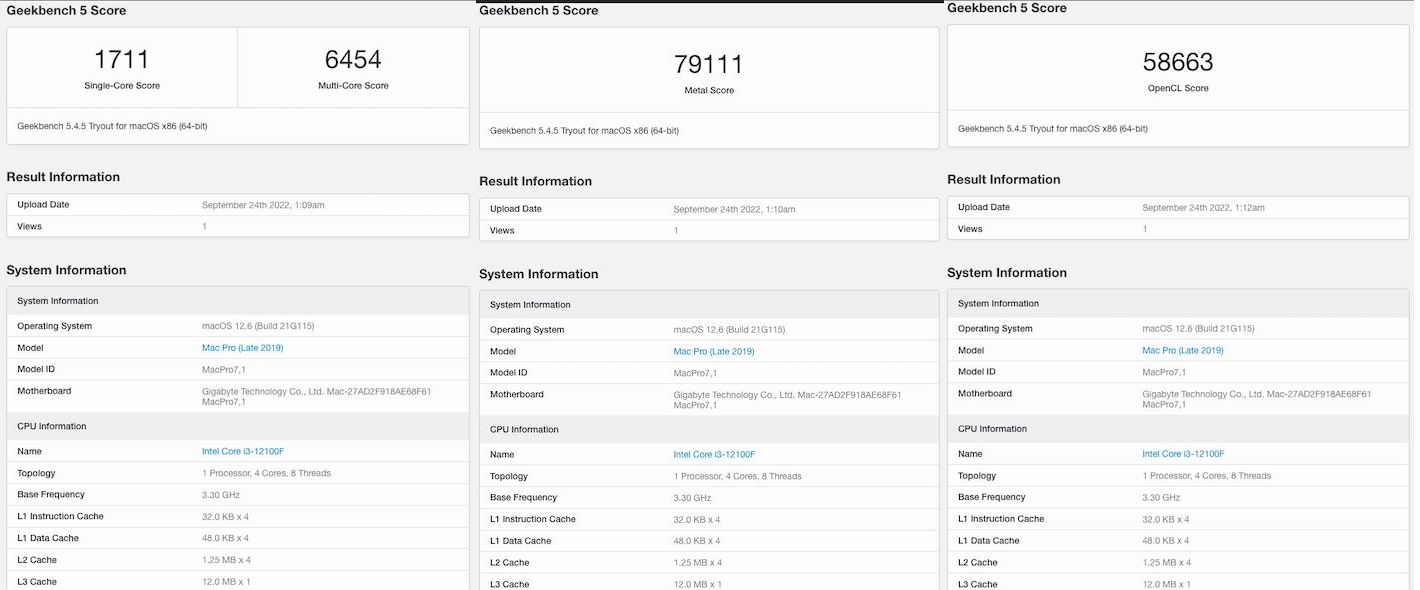 Geekbench 5 Score
1711
Single-Core Score
6454
Multi-Core Score
Geekbench 5.4.5 Tryout for macOS x86 (64-bit)
Result Information
Upload Date September 24th 2022, 1:09am
Views 1
System Information
System Information
Operating System macOS 12.6 (Build 21G115)
Model Mac Pro (Late 2019)
Model ID MacPro7,1
Motherboard Gigabyte Technology Co., Ltd. Mac-27AD2F918AE68F61
MacPro7,1
CPU Information
Name Intel Core i3-12100F
Topology 1 Processor, 4 Cores, 8 Threads
Base Frequency 3.30 GHz
L1 Instruction Cache 32.0 KB x 4
L1 Data Cache 48.0 KB x 4
L2 Cache 1.25 MB x 4
L3 Cache 12.0 MB x 1
Geekbench 5 Score
79111
Metal Score
Geekbench 5.4.5 Tryout for macOS x86 (64-bit)
Result Information
Upload Date September 24th 2022, 1:10am
Views 1
System Information
System Information
Operating System macOS 12.6 (Build 21G115)
Model Mac Pro (Late 2019)
Model ID MacPro7,1
Motherboard Gigabyte Technology Co., Ltd. Mac-27AD2F918AE68F61
MacPro7,1
CPU Information
Name Intel Core i3-12100F
Topology 1 Processor, 4 Cores, 8 Threads
Base Frequency 3.30 GHz
L1 Instruction Cache 32.0 KB x 4
L1 Data Cache 48.0 KB x 4
L2 Cache 1.25 MB x 4
L3 Cache 12.0 MB x 1
Geekbench 5 Score
58663
OpenCL Score
Geekbench 5.4.5 Tryout for macOS x86 (64-bit)
Result Information
Upload Date September 24th 2022, 1:12am
Views 1
System Information
System Information
Operating System macOS 12.6 (Build 21G115)
Model Mac Pro (Late 2019)
Model ID MacPro7,1
Motherboard Gigabyte Technology Co., Ltd. Mac-27AD2F918AE68F61
MacPro7,1
CPU Information
Name Intel Core i3-12100F
Topology 1 Processor, 4 Cores, 8 Threads
Base Frequency 3.30 GHz
L1 Instruction Cache 32.0 KB x 4
L1 Data Cache 48.0 KB x 4
L2 Cache 1.25 MB x 4
L3 Cache 12.0 MB x 1